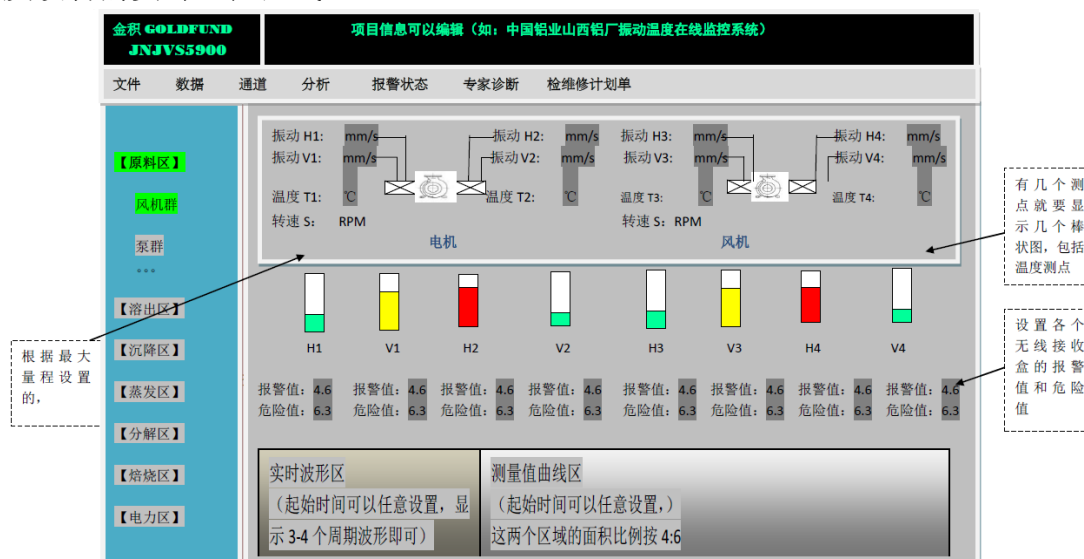 金积 GOLDFUND
JNJVS5900
项目信息可以编辑（如：中国铝业山西铝厂振动温度在线监控系统）
文件 数据 通道 分析 报警状态 专家诊断 检维修计划单
【原料区】
风机群
泵群
***
【溶出区】
【沉降区】
【蒸发区】
【分解区】
【焙烧区】
【电力区】
振动 H1: mm/s 振动 H2: mm/s 振动 H3: mm/s 振动 H4: mm/s
振动 V1: mm/s 振动 V2: mm/s 振动 V3: mm/s 振动 V4: mm/s
温度 T1: ℃ 温度 T2: ℃ 温度 T3: ℃ 温度 T4: ℃
转速 S: RPM 转速 S: RPM
电机 风机
H1 V1 H2 V2 H3 V3 H4 V4
报警值: 4.6 报警值: 4.6 报警值: 4.6 报警值: 4.6 报警值: 4.6 报警值: 4.6 报警值: 4.6 报警值: 4.6
危险值: 6.3 危险值: 6.3 危险值: 6.3 危险值: 6.3 危险值: 6.3 危险值: 6.3 危险值: 6.3 危险值: 6.3
实时波形区
（起始时间可以任意设置，显
示 3-4 个周期波形即可）
测量值曲线区
（起始时间可以任意设置，）
这两个区域的面积比例按 4:6
根据最大
量程设置
的，
有几个测
点就要显
示几个棒
状图，包括
温度测点
设置各个
无线接收
盒的报警
值和危险
值